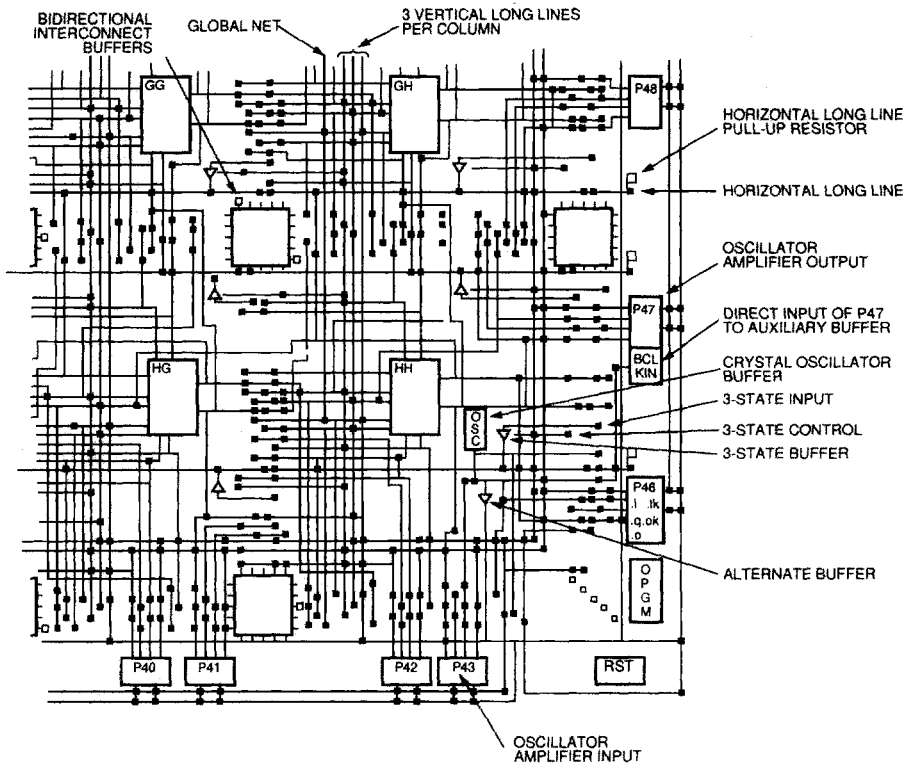 BIDIRECTIONAL
INTERCONNECT
BUFFERS
GLOBAL NET
3 VERTICAL LONG LINES
PER COLUMN
GG
GH
P48
HORIZONTAL LONG LINE
PULL-UP RESISTOR
HORIZONTAL LONG LINE
OSCILLATOR
AMPLIFIER OUTPUT
P47
DIRECT INPUT OF P47
TO AUXILIARY BUFFER
BCL
KIN
HG
HH
CRYSTAL OSCILLATOR
BUFFER
3-STATE INPUT
OSC
3-STATE CONTROL
3-STATE BUFFER
P46
.i .ik
.q .ok
.o
ALTERNATE BUFFER
OPGM
P40
P41
P42
P43
RST
OSCILLATOR
AMPLIFIER INPUT